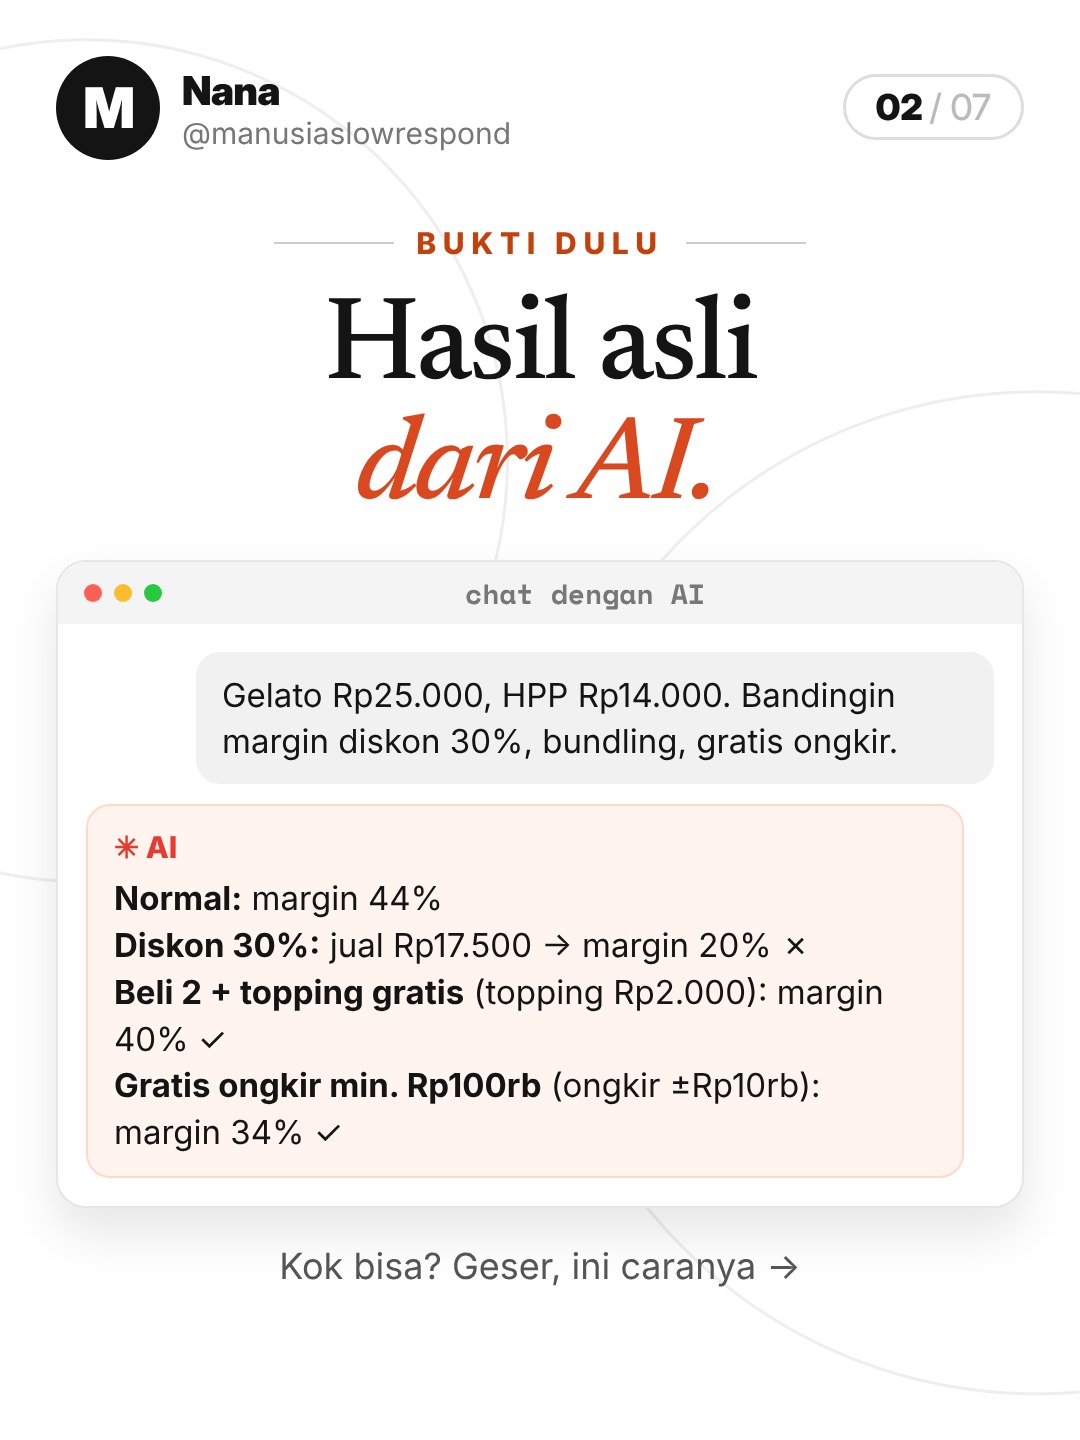 M
Nana
@manusiaslowrespond
02 / 07
BUKTI DULU
Hasil asli
dari AI.
chat dengan AI
Gelato Rp25.000, HPP Rp14.000. Bandingin
margin diskon 30%, bundling, gratis ongkir.
✳ AI
Normal: margin 44%
Diskon 30%: jual Rp17.500 → margin 20% ×
Beli 2 + topping gratis (topping Rp2.000): margin
40% ✓
Gratis ongkir min. Rp100rb (ongkir ±Rp10rb):
margin 34% ✓
Kok bisa? Geser, ini caranya →